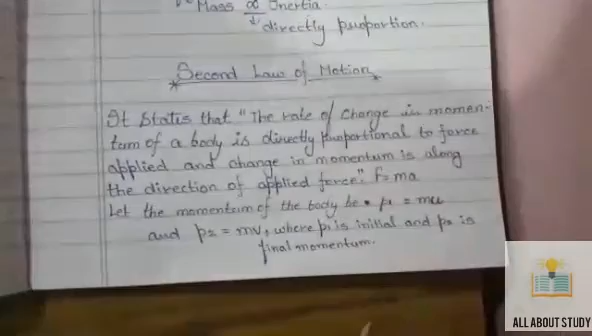 Mass ∝ Inertia
↓ directly proportion.
Second Law of Motion
It states that "The rate of change in momen-
tum of a body is directly proportional to force
applied and change in momentum is along
the direction of applied force". F=ma
Let the momentum of the body be p1 = mu
and p2 = mv, where p1 is initial and p2 is
final momentum.
ALL ABOUT STUDY